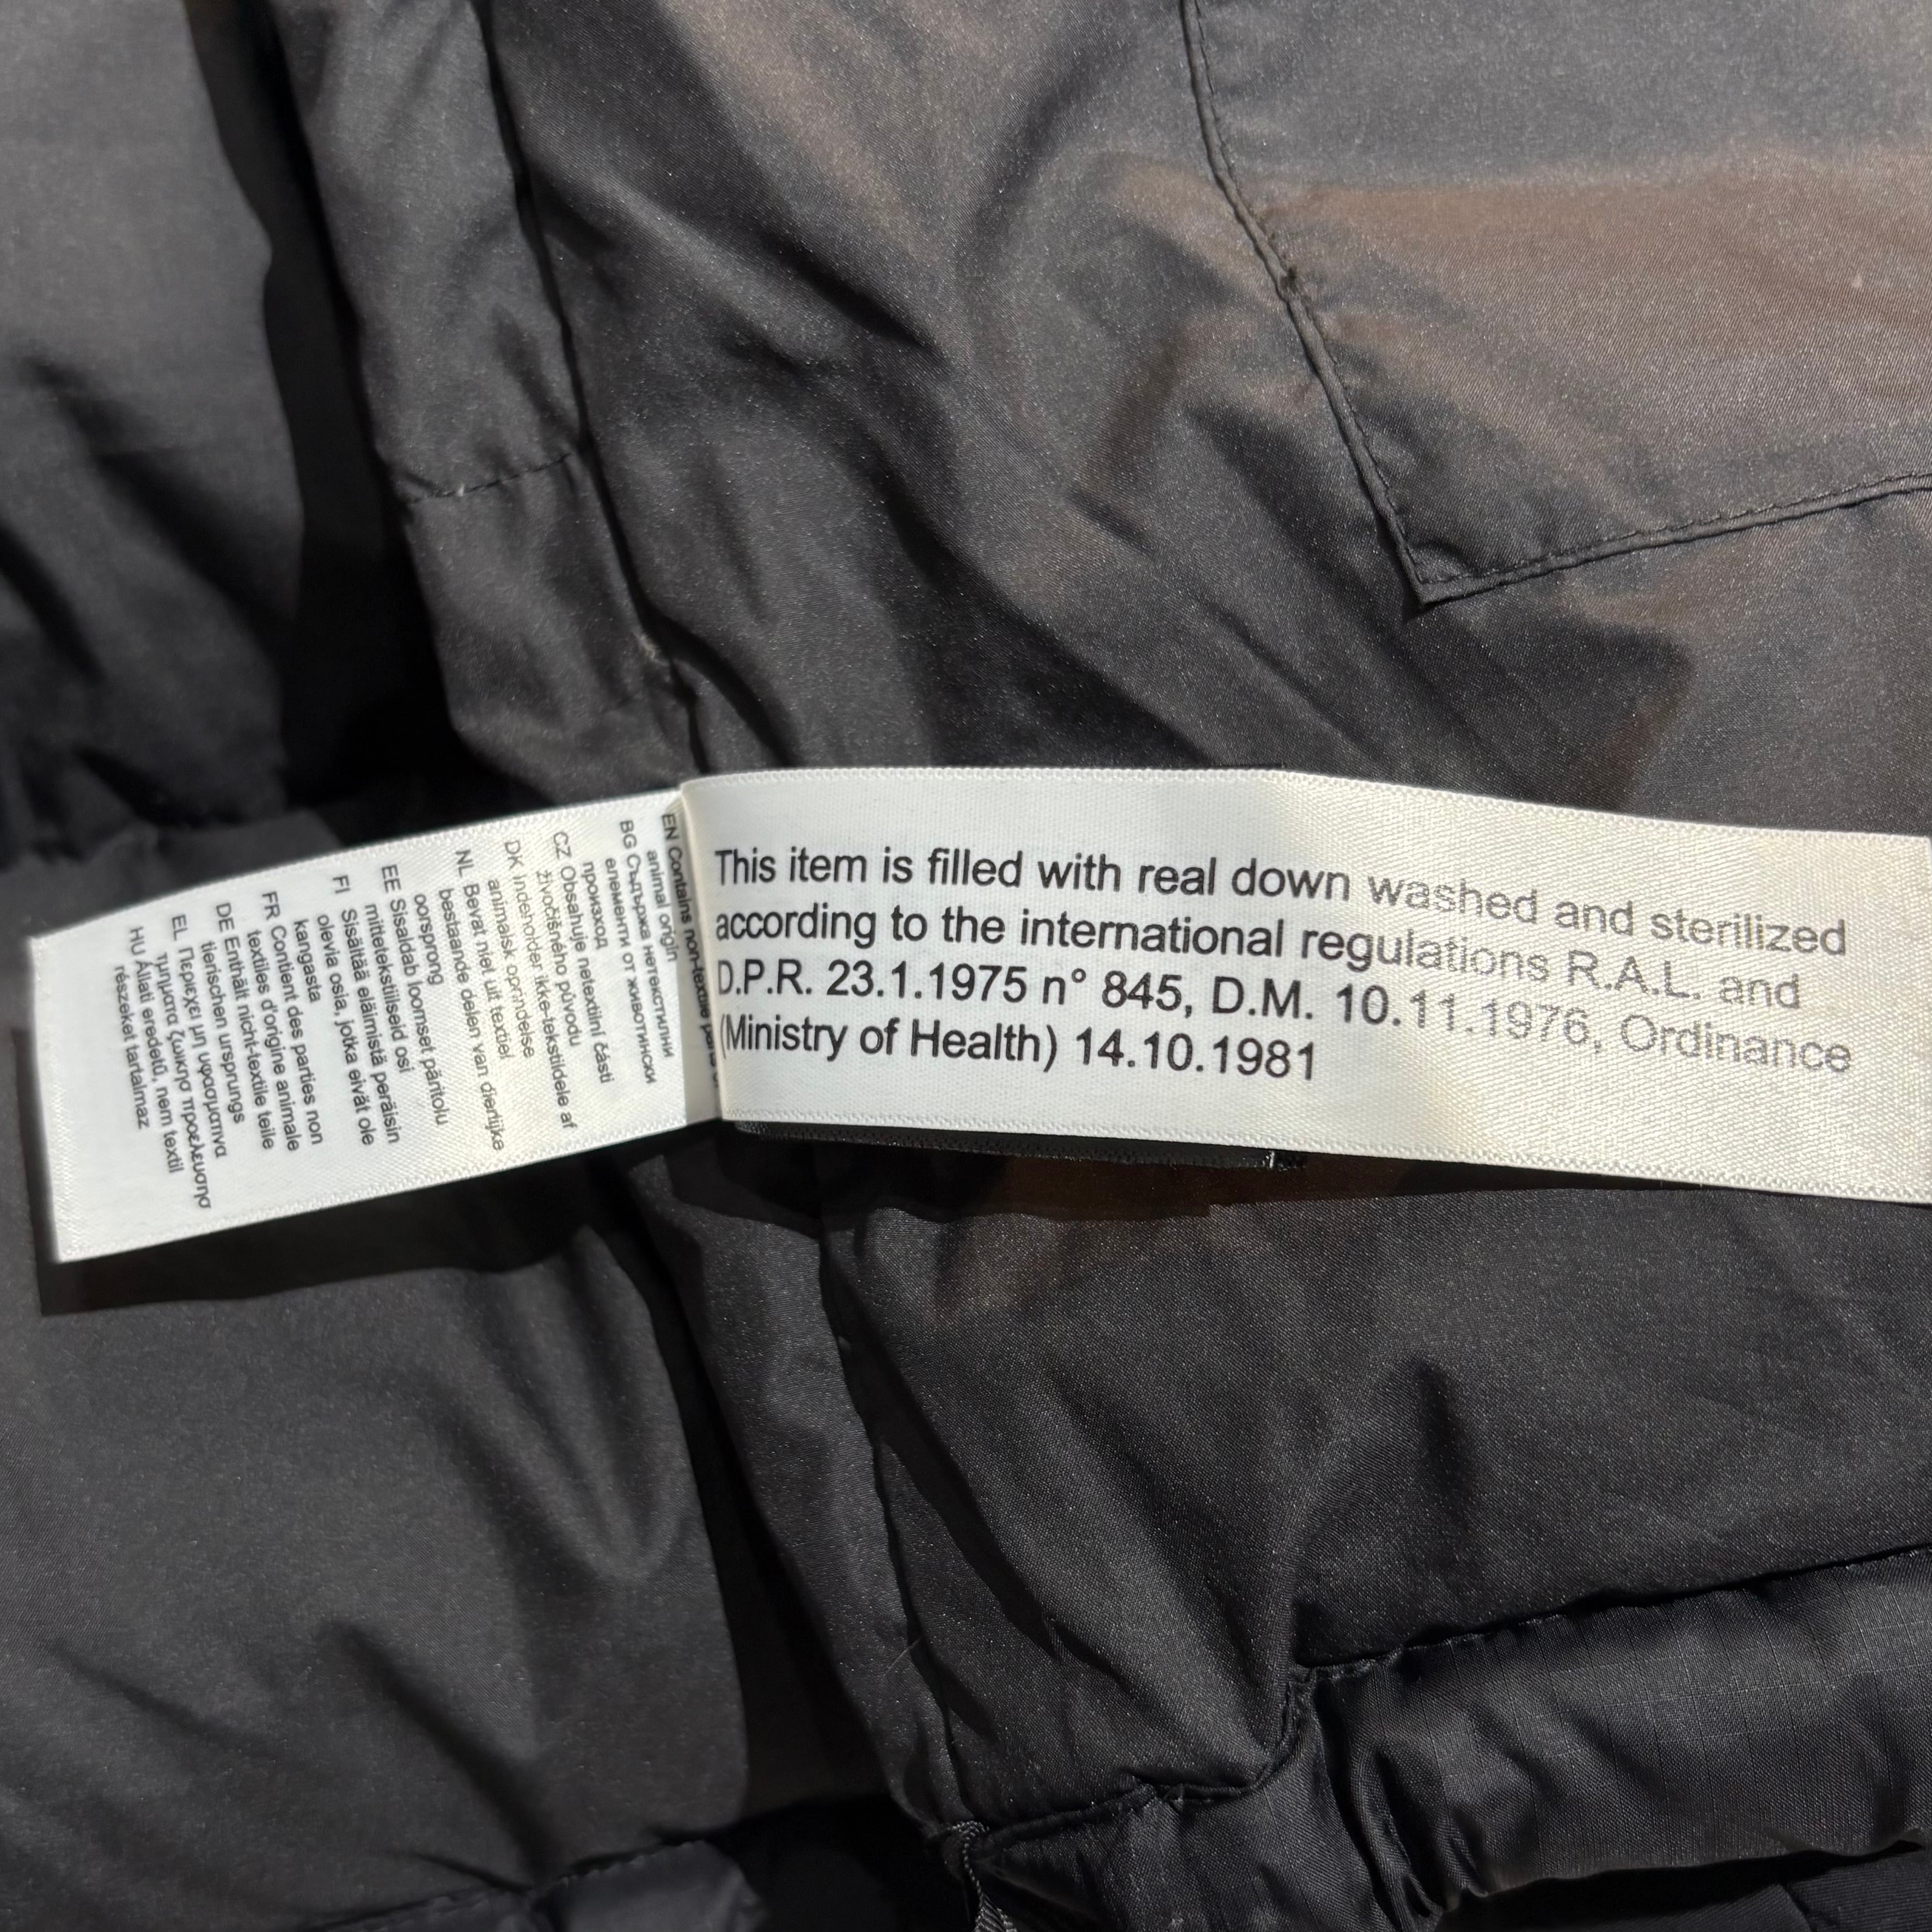 This item is filled with real down washed and sterilized
according to the international regulations R.A.L. and
D.P.R. 23.1.1975 n° 845, D.M. 10.11.1976, Ordinance
(Ministry of Health) 14.10.1981
EN Contains non-textile
animal origin
BG Съдържа нетекстилни
елементи от животински
произход
CZ Obsahuje netextilní části
živočišného původu
DK Indeholder ikke-tekstildele af
animalsk oprindelse
NL Bevat niet uit textiel
bestaande delen van dierlijke
oorsprong
EE Sisaldab loomset päritolu
mittetekstiilseid osi
FI Sisältää eläimistä peräisin
olevia osia, jotka eivät ole
kangasta
FR Contient des parties non
textiles d'origine animale
DE Enthält nicht-textile teile
tierischen ursprungs
EL Περιεχει μη υφασματινα
τμηματα ζωικησ προελευσησ
HU Állati eredetű, nem textil
részeket tartalmaz